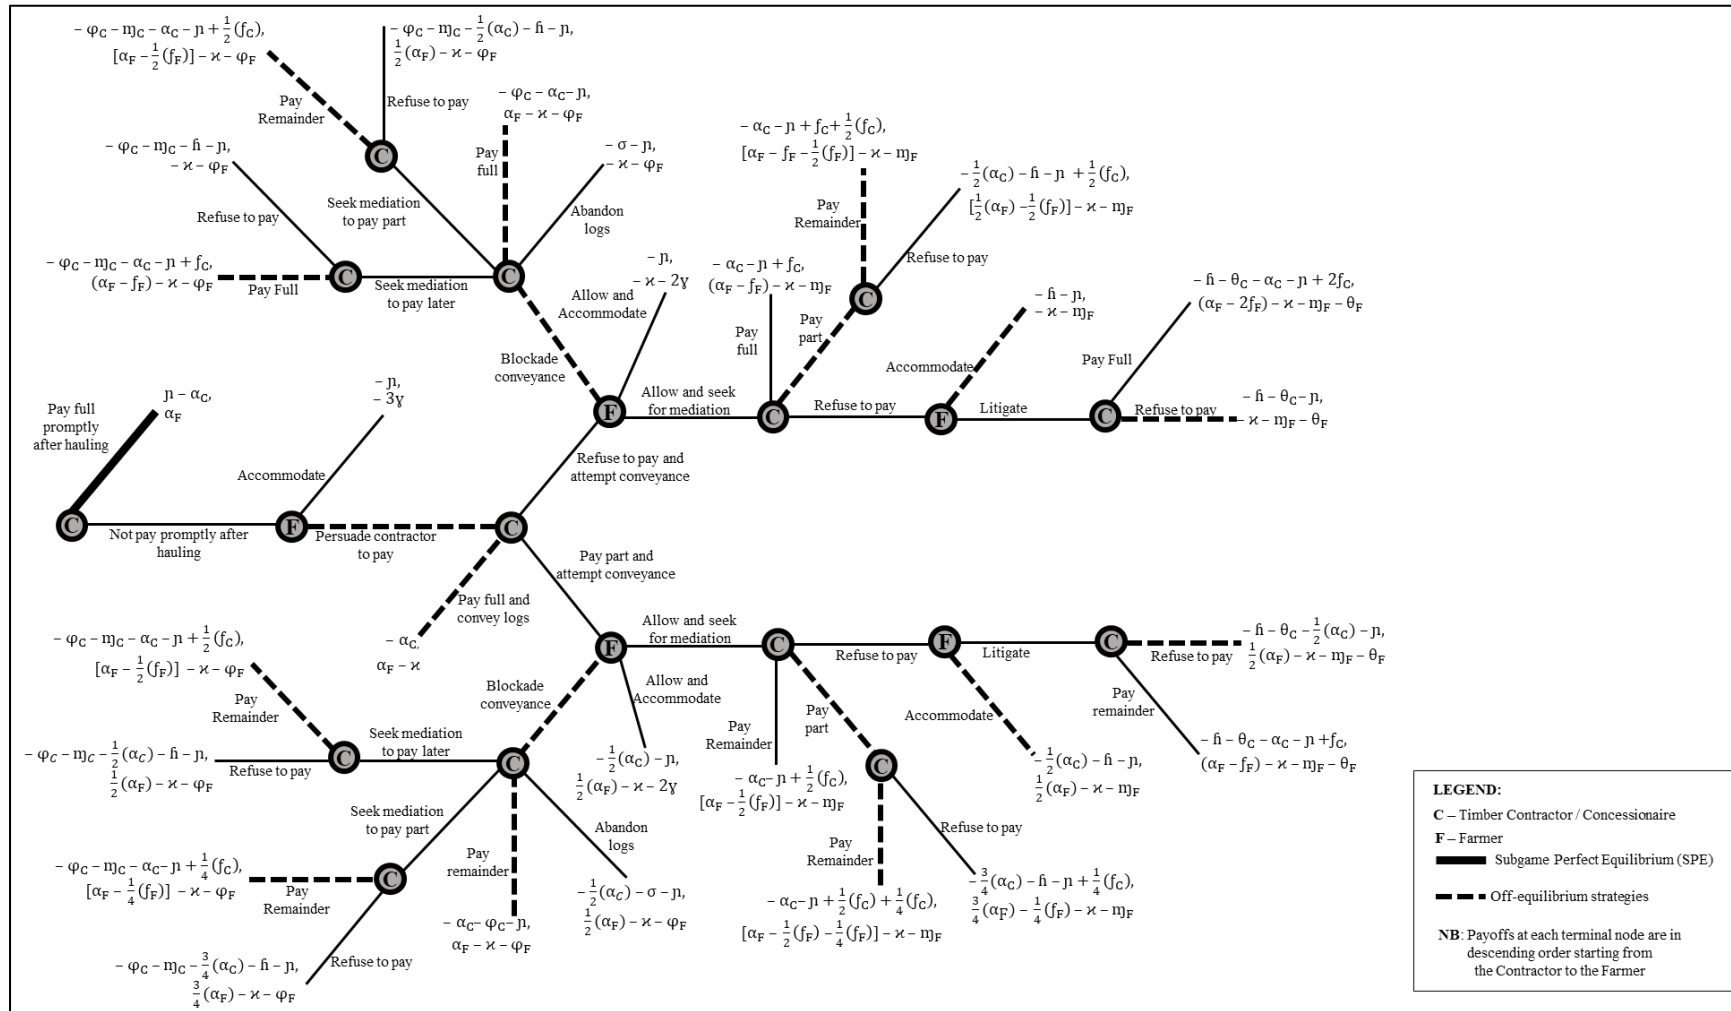 − φC − ɱC − αC − ɲ + 1/2(fC),
[αF − 1/2(fF)] − ϰ − φF
Pay
Remainder
− φC − ɱC − 1/2(αC) − ɦ − ɲ,
1/2(αF) − ϰ − φF
Refuse to pay
− φC − ɱC − ɦ − ɲ,
− ϰ − φF
Refuse to pay
C
Seek mediation
to pay part
− φC − αC − ɲ,
αF − ϰ − φF
Pay
full
− σ − ɲ,
− ϰ − φF
Abandon
logs
− φC − ɱC − αC − ɲ + fC,
(αF − fF) − ϰ − φF
Pay Full
C
Seek mediation
to pay later
C
Blockade
conveyance
− ɲ,
− ϰ − 2ɣ
Allow and
Accommodate
− αC − ɲ + fC + 1/2(fC),
[αF − fF − 1/2(fF)] − ϰ − ɱF
Pay
Remainder
− 1/2(αC) − ɦ − ɲ + 1/2(fC),
[1/2(αF) − 1/2(fF)] − ϰ − ɱF
Refuse to pay
C
− αC − ɲ + fC,
(αF − fF) − ϰ − ɱF
Pay
full
Pay
part
− ɦ − ɲ,
− ϰ − ɱF
Accommodate
− ɦ − θC − αC − ɲ + 2fC,
(αF − 2fF) − ϰ − ɱF − θF
Pay Full
F
Allow and seek
for mediation
C
Refuse to pay
F
Litigate
C
Refuse to pay
− ɦ − θC − ɲ,
− ϰ − ɱF − θF
Refuse to pay and
attempt conveyance
ɲ − αC,
αF
Pay full
promptly
after hauling
− ɲ,
− 3ɣ
Accommodate
C
Not pay promptly after
hauling
F
Persuade contractor
to pay
C
Pay full and
convey logs
− αC,
αF − ϰ
Pay part and
attempt conveyance
F
Allow and seek
for mediation
C
Refuse to pay
F
Litigate
C
Refuse to pay
− ɦ − θC − 1/2(αC) − ɲ,
1/2(αF) − ϰ − ɱF − θF
Pay
remainder
− ɦ − θC − αC − ɲ + fC,
(αF − fF) − ϰ − ɱF − θF
Accommodate
− 1/2(αC) − ɦ − ɲ,
1/2(αF) − ϰ − ɱF
Allow and
Accommodate
− 1/2(αC) − ɲ,
1/2(αF) − ϰ − 2ɣ
Pay
Remainder
− αC − ɲ + 1/2(fC),
[αF − 1/2(fF)] − ϰ − ɱF
Pay
part
C
Pay
Remainder
− αC − ɲ + 1/2(fC) + 1/4(fC),
[αF − 1/2(fF) − 1/4(fF)] − ϰ − ɱF
Refuse to pay
− 3/4(αC) − ɦ − ɲ + 1/4(fC),
3/4(αF) − 1/4(fF) − ϰ − ɱF
Blockade
conveyance
− φC − ɱC − αC − ɲ + 1/2(fC),
[αF − 1/2(fF)] − ϰ − φF
Pay
Remainder
C
Seek mediation
to pay later
C
− φC − ɱC − 1/2(αC) − ɦ − ɲ,
1/2(αF) − ϰ − φF
Refuse to pay
Seek mediation
to pay part
Pay
remainder
− αC − φC − ɲ,
αF − ϰ − φF
Abandon
logs
− 1/2(αC) − σ − ɲ,
1/2(αF) − ϰ − φF
− φC − ɱC − αC − ɲ + 1/4(fC),
[αF − 1/4(fF)] − ϰ − φF
Pay
Remainder
C
Refuse to pay
− φC − ɱC − 3/4(αC) − ɦ − ɲ,
3/4(αF) − ϰ − φF
LEGEND:
C – Timber Contractor / Concessionaire
F – Farmer
Subgame Perfect Equilibrium (SPE)
Off-equilibrium strategies
NB: Payoffs at each terminal node are in
descending order starting from
the Contractor to the Farmer